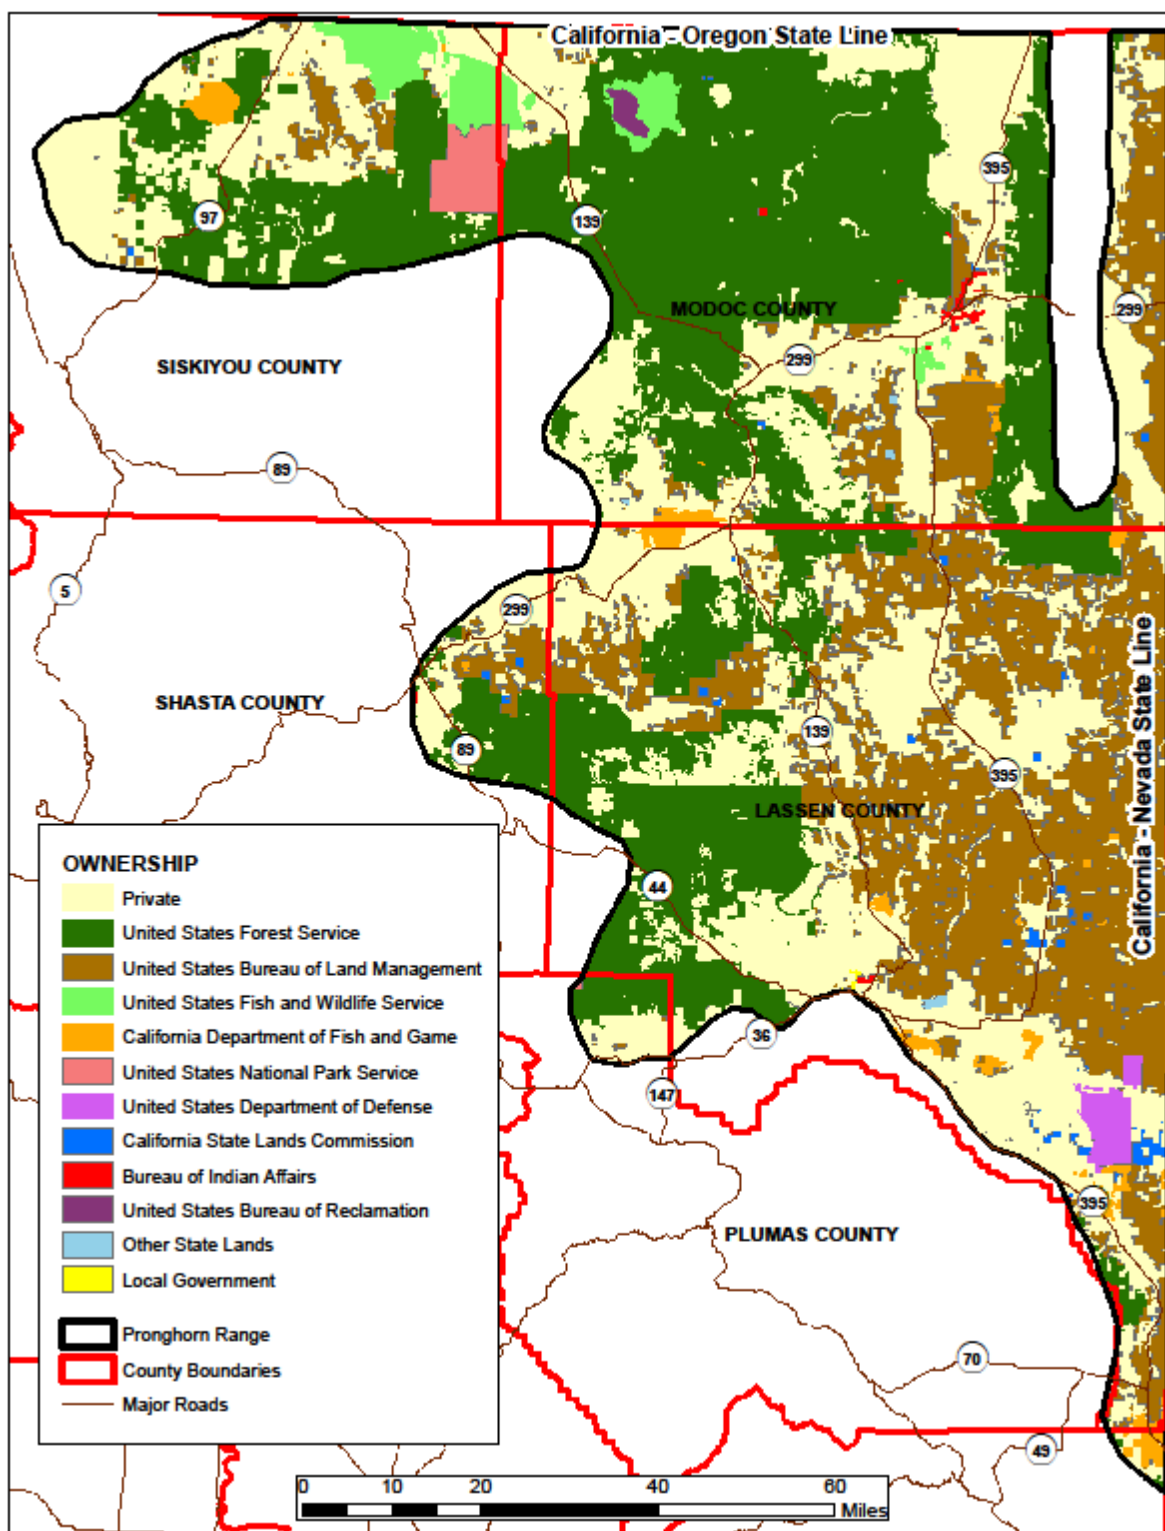 California - Oregon State Line
395
97
139
MODOC COUNTY
299
299
SISKIYOU COUNTY
89
5
299
SHASTA COUNTY
89
139
395
LASSEN COUNTY
California - Nevada State Line
44
36
147
395
PLUMAS COUNTY
70
49
OWNERSHIP
Private
United States Forest Service
United States Bureau of Land Management
United States Fish and Wildlife Service
California Department of Fish and Game
United States National Park Service
United States Department of Defense
California State Lands Commission
Bureau of Indian Affairs
United States Bureau of Reclamation
Other State Lands
Local Government
Pronghorn Range
County Boundaries
Major Roads
0 10 20 40 60
Miles